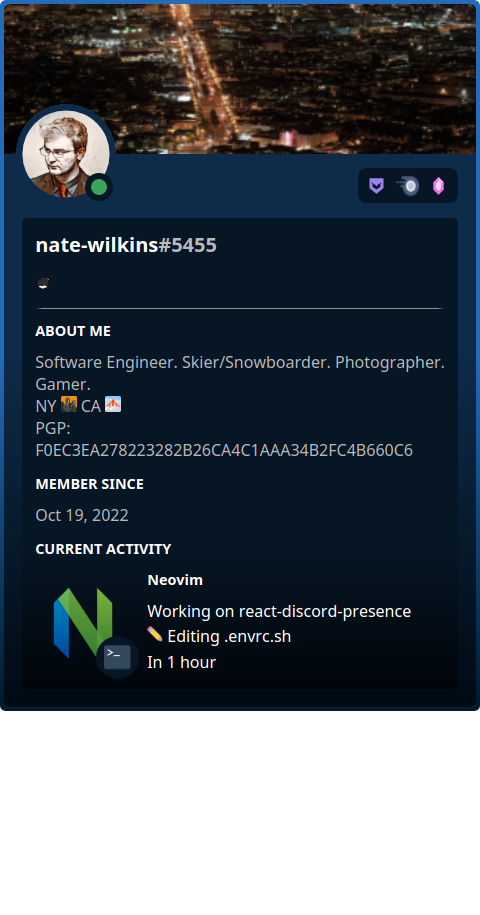 nate-wilkins#5455
ABOUT ME
Software Engineer. Skier/Snowboarder. Photographer.
Gamer.
NY 🌆 CA 🌁
PGP:
F0EC3EA278223282B26CA4C1AAA34B2FC4B660C6
MEMBER SINCE
Oct 19, 2022
CURRENT ACTIVITY
Neovim
Working on react-discord-presence
✏️ Editing .envrc.sh
>_
In 1 hour